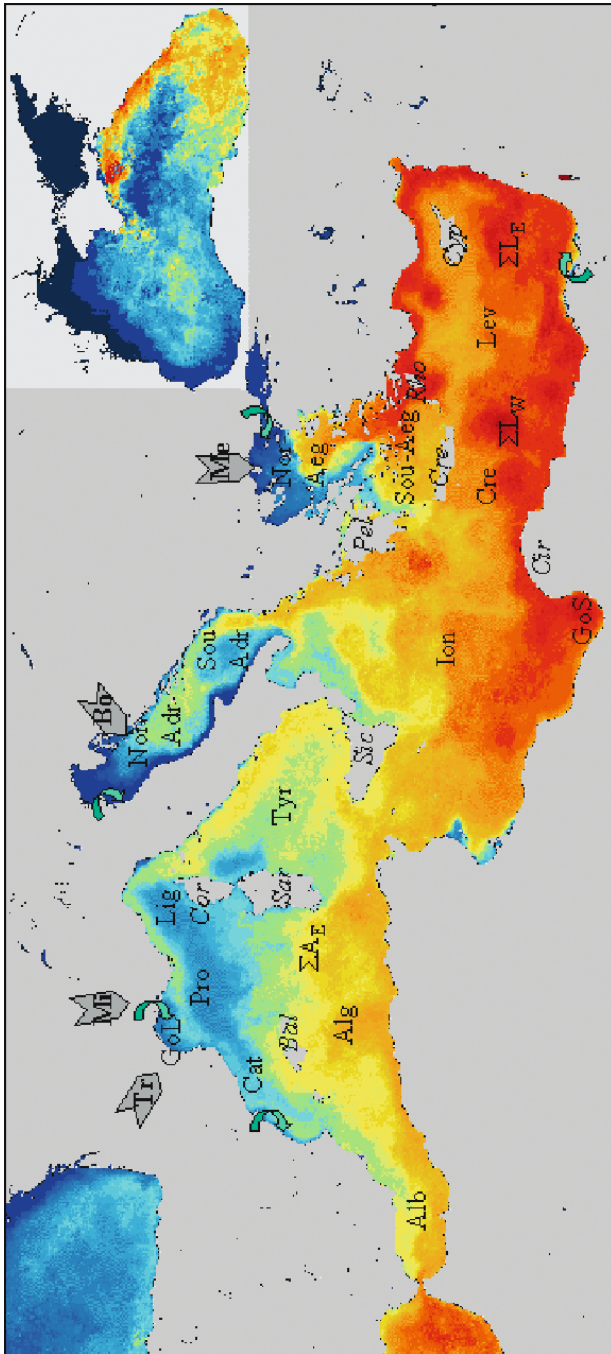 Mi
Bo
Tr
Nor
Adr
GoL
Lig
Pro
Cor
Sou
Adr
Me
Cat
Bal
Sar
Tyr
Nor
Aeg
ΣA_E
Alg
Sic
Pel
Sou-Aeg
Alb
Rho
Ion
Cre
Cyp
Cre
Lev
ΣL_W
ΣL_E
Cir
GoS